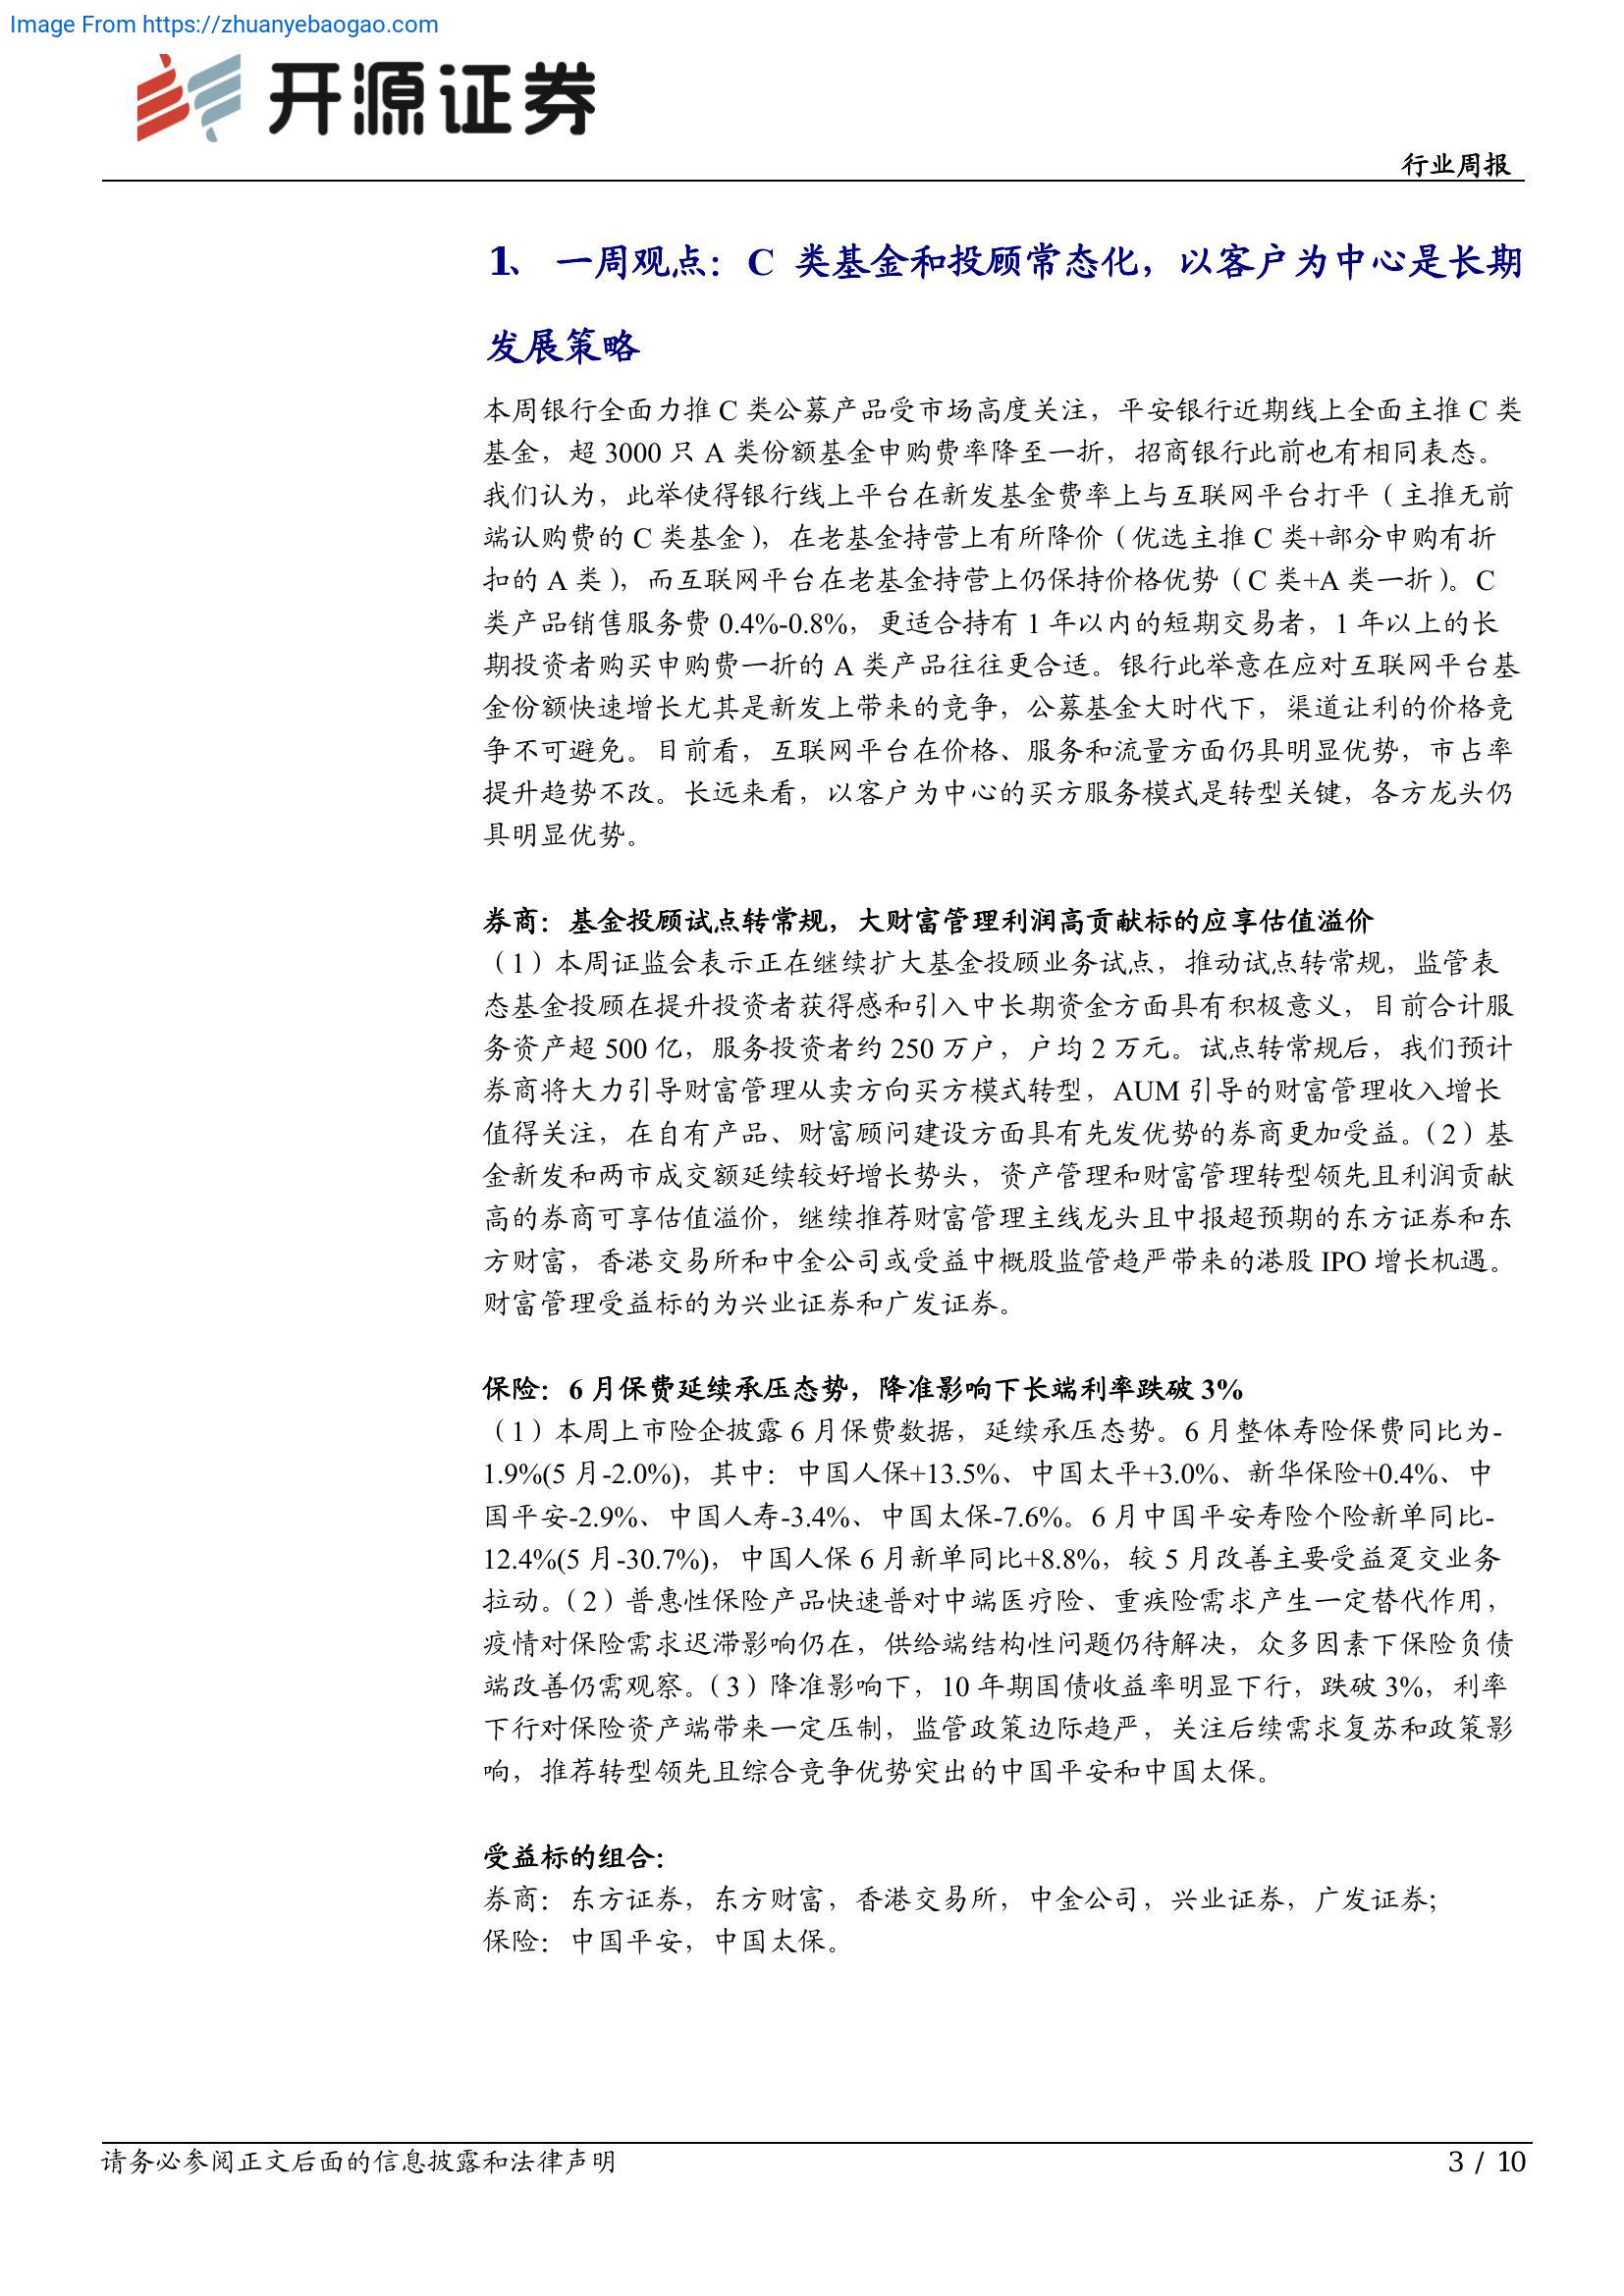 Image From https://zhuanyebaogao.com
开源证券
行业周报
1、 一周观点：C 类基金和投顾常态化，以客户为中心是长期
发展策略
本周银行全面力推 C 类公募产品受市场高度关注，平安银行近期线上全面主推 C 类
基金，超 3000 只 A 类份额基金申购费率降至一折，招商银行此前也有相同表态。
我们认为，此举使得银行线上平台在新发基金费率上与互联网平台打平（主推无前
端认购费的 C 类基金），在老基金持营上有所降价（优选主推 C 类+部分申购有折
扣的 A 类），而互联网平台在老基金持营上仍保持价格优势（C 类+A 类一折）。C
类产品销售服务费 0.4%-0.8%，更适合持有 1 年以内的短期交易者，1 年以上的长
期投资者购买申购费一折的 A 类产品往往更合适。银行此举意在应对互联网平台基
金份额快速增长尤其是新发上带来的竞争，公募基金大时代下，渠道让利的价格竞
争不可避免。目前看，互联网平台在价格、服务和流量方面仍具明显优势，市占率
提升趋势不改。长远来看，以客户为中心的买方服务模式是转型关键，各方龙头仍
具明显优势。
券商：基金投顾试点转常规，大财富管理利润高贡献标的应享估值溢价
（1）本周证监会表示正在继续扩大基金投顾业务试点，推动试点转常规，监管表
态基金投顾在提升投资者获得感和引入中长期资金方面具有积极意义，目前合计服
务资产超 500 亿，服务投资者约 250 万户，户均 2 万元。试点转常规后，我们预计
券商将大力引导财富管理从卖方向买方模式转型，AUM 引导的财富管理收入增长
值得关注，在自有产品、财富顾问建设方面具有先发优势的券商更加受益。（2）基
金新发和两市成交额延续较好增长势头，资产管理和财富管理转型领先且利润贡献
高的券商可享估值溢价，继续推荐财富管理主线龙头且中报超预期的东方证券和东
方财富，香港交易所和中金公司或受益中概股监管趋严带来的港股 IPO 增长机遇。
财富管理受益标的为兴业证券和广发证券。
保险：6 月保费延续承压态势，降准影响下长端利率跌破 3%
（1）本周上市险企披露 6 月保费数据，延续承压态势。6 月整体寿险保费同比为-
1.9%(5 月-2.0%)，其中：中国人保+13.5%、中国太平+3.0%、新华保险+0.4%、中
国平安-2.9%、中国人寿-3.4%、中国太保-7.6%。6 月中国平安寿险个险新单同比-
12.4%(5 月-30.7%)，中国人保 6 月新单同比+8.8%，较 5 月改善主要受益趸交业务
拉动。（2）普惠性保险产品快速普对中端医疗险、重疾险需求产生一定替代作用，
疫情对保险需求迟滞影响仍在，供给端结构性问题仍待解决，众多因素下保险负债
端改善仍需观察。（3）降准影响下，10 年期国债收益率明显下行，跌破 3%，利率
下行对保险资产端带来一定压制，监管政策边际趋严，关注后续需求复苏和政策影
响，推荐转型领先且综合竞争优势突出的中国平安和中国太保。
受益标的组合：
券商：东方证券，东方财富，香港交易所，中金公司，兴业证券，广发证券；
保险：中国平安，中国太保。
请务必参阅正文后面的信息披露和法律声明
3 / 10